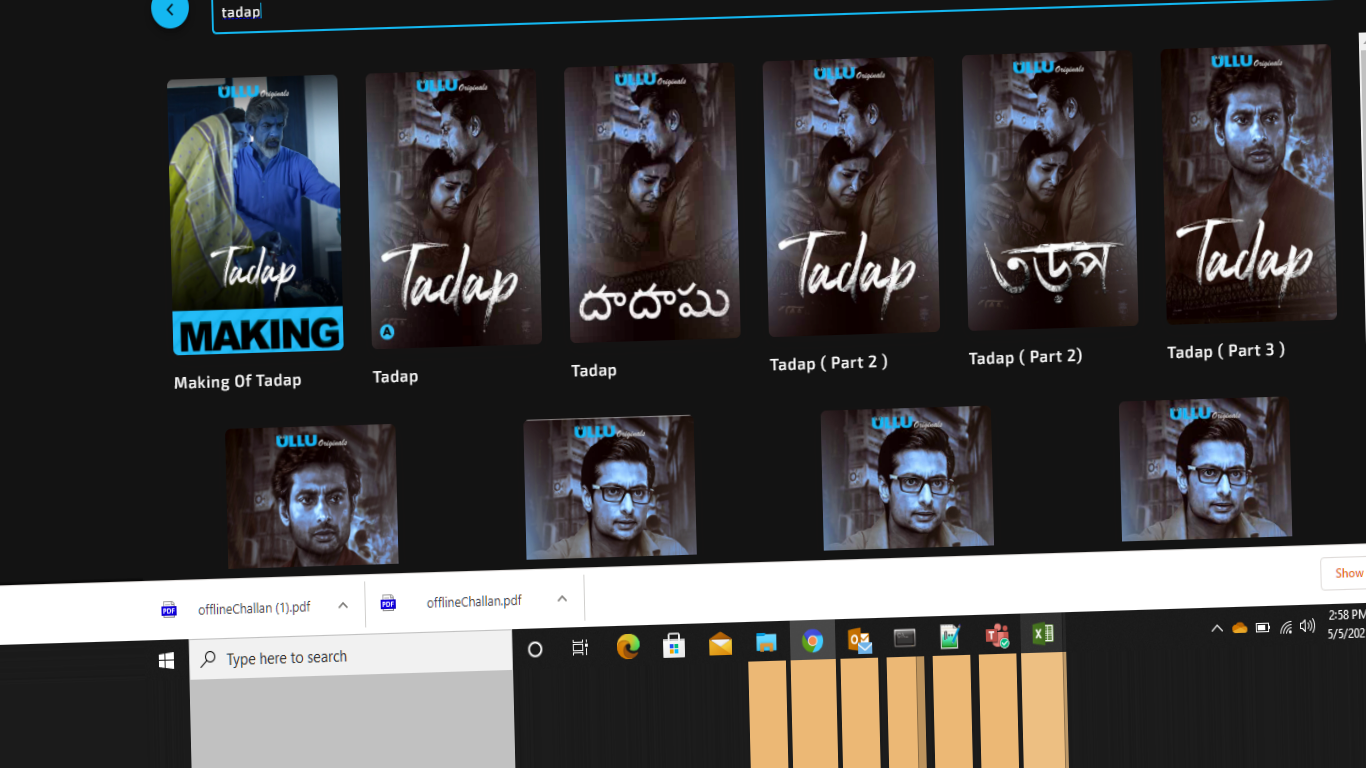 tadap
ULLU Originals
Tadap
MAKING
Making Of Tadap
ULLU Originals
Tadap
A
Tadap
ULLU Originals
దాదాపు
Tadap
ULLU Originals
Tadap
Tadap ( Part 2 )
ULLU Originals
তড়প
Tadap ( Part 2)
ULLU Originals
Tadap
Tadap ( Part 3 )
ULLU Originals
ULLU Originals
ULLU Originals
ULLU Originals
PDF
offlineChallan (1).pdf
PDF
offlineChallan.pdf
Show
Type here to search
2:58 PM
5/5/202